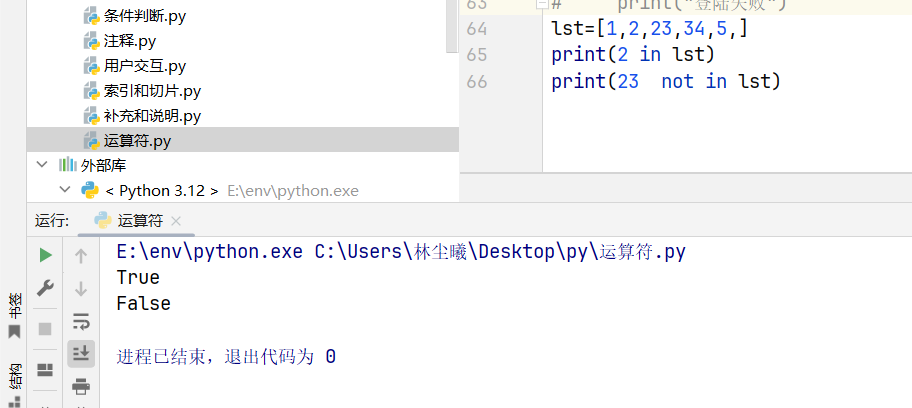 条件判断.py
注释.py
用户交互.py
索引和切片.py
补充和说明.py
运算符.py
外部库
< Python 3.12 > E:\env\python.exe
63 # print("登陆失败")
64 lst=[1,2,23,34,5,]
65 print(2 in lst)
66 print(23  not in lst)
运行: 运算符
E:\env\python.exe C:\Users\林尘曦\Desktop\py\运算符.py
True
False
进程已结束，退出代码为 0
书签
结构